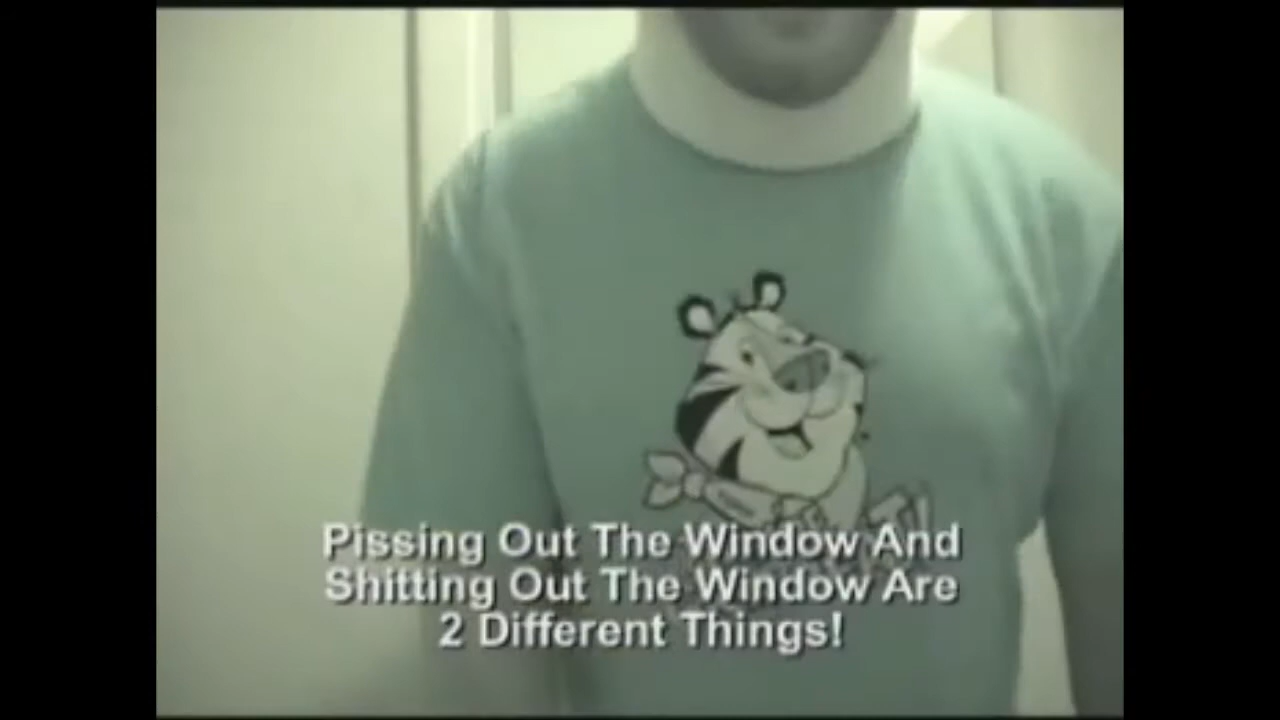 Pissing Out The Window And
Shitting Out The Window Are
2 Different Things!